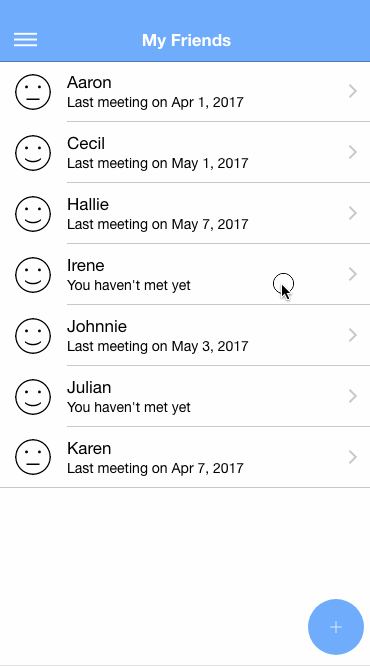 My Friends
Aaron
Last meeting on Apr 1, 2017
Cecil
Last meeting on May 1, 2017
Hallie
Last meeting on May 7, 2017
Irene
You haven't met yet
Johnnie
Last meeting on May 3, 2017
Julian
You haven't met yet
Karen
Last meeting on Apr 7, 2017
+